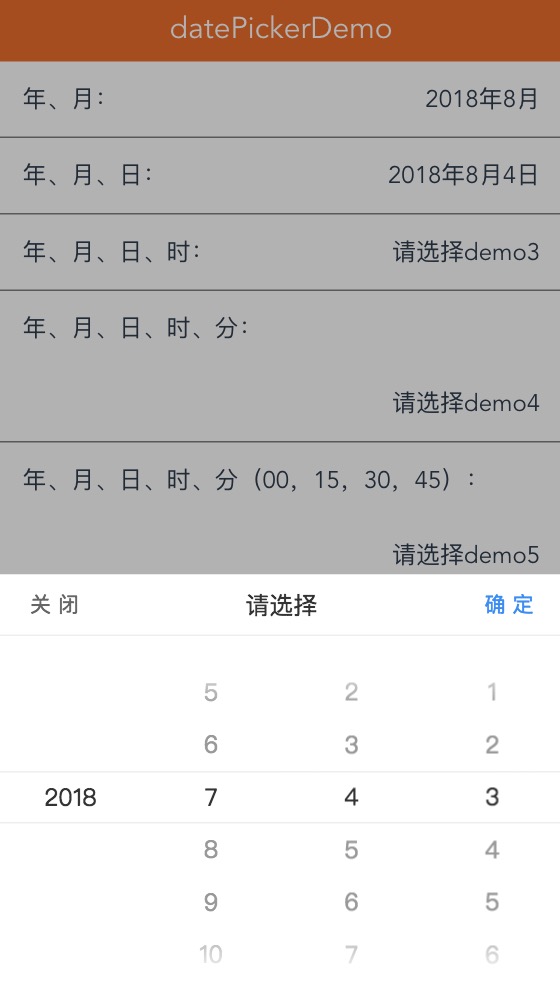 datePickerDemo
年、月： 2018年8月
年、月、日： 2018年8月4日
年、月、日、时： 请选择demo3
年、月、日、时、分：
请选择demo4
年、月、日、时、分（00，15，30，45）：
请选择demo5
关 闭 请选择 确 定
5 2 1
6 3 2
2018 7 4 3
8 5 4
9 6 5
10 7 6